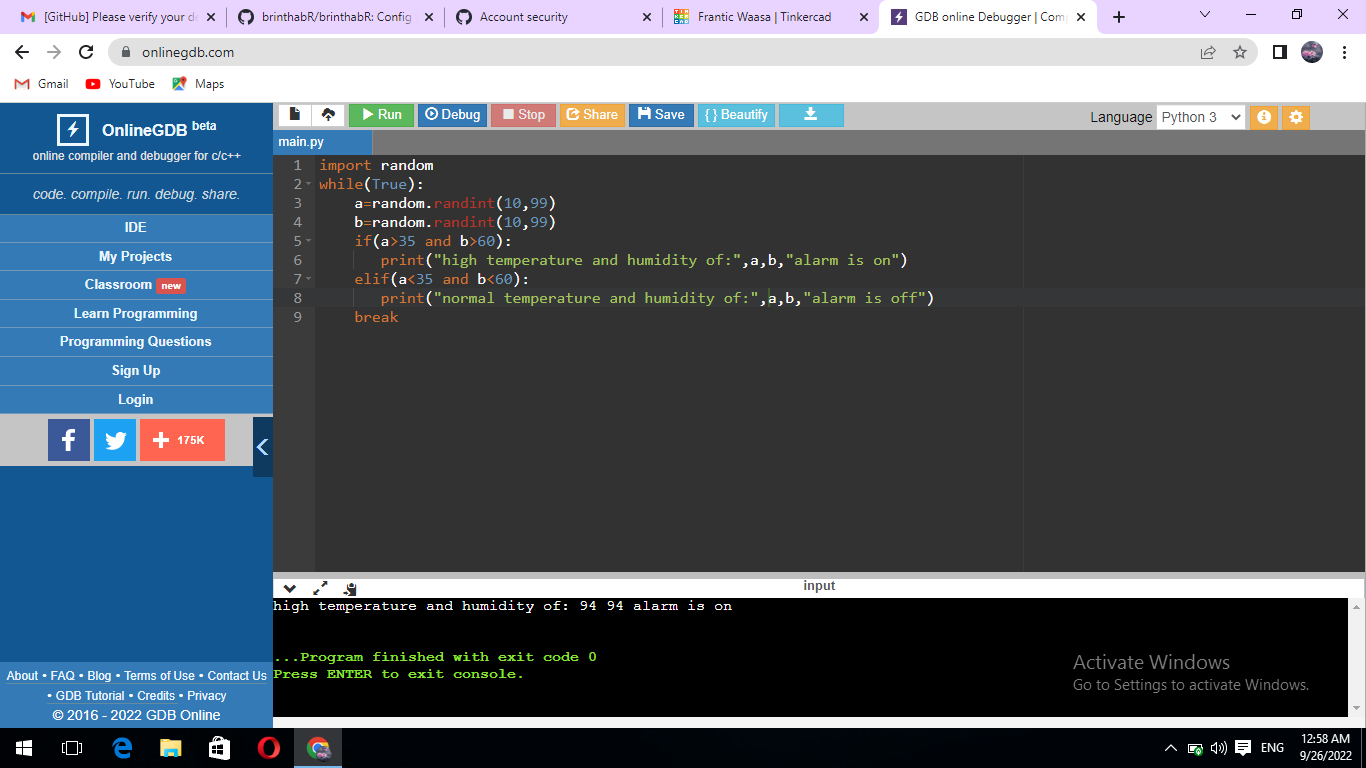 [GitHub] Please verify your de
brinthabR/brinthabR: Config
Account security
Frantic Waasa | Tinkercad
GDB online Debugger | Com
onlinegdb.com
Gmail
YouTube
Maps
OnlineGDB beta
online compiler and debugger for c/c++
code. compile. run. debug. share.
IDE
My Projects
Classroom new
Learn Programming
Programming Questions
Sign Up
Login
175K
About • FAQ • Blog • Terms of Use • Contact Us
• GDB Tutorial • Credits • Privacy
© 2016 - 2022 GDB Online
Run
Debug
Stop
Share
Save
{ } Beautify
Language Python 3
main.py
1 import random
2 while(True):
3     a=random.randint(10,99)
4     b=random.randint(10,99)
5     if(a>35 and b>60):
6        print("high temperature and humidity of:",a,b,"alarm is on")
7     elif(a<35 and b<60):
8        print("normal temperature and humidity of:",a,b,"alarm is off")
9     break
input
high temperature and humidity of: 94 94 alarm is on
...Program finished with exit code 0
Press ENTER to exit console.
Activate Windows
Go to Settings to activate Windows.
ENG
12:58 AM
9/26/2022